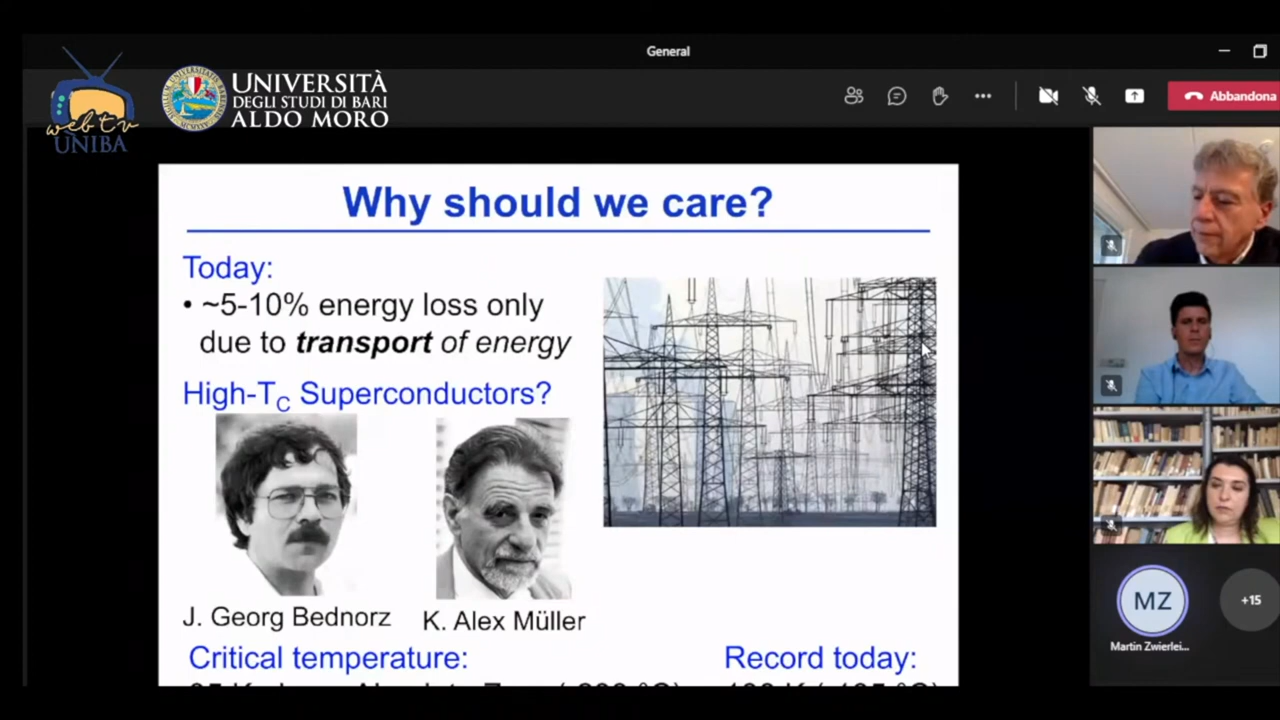 General
web tv
UNIBA
UNIVERSITÀ
DEGLI STUDI DI BARI
ALDO MORO
Abbandona
Why should we care?
Today:
• ~5-10% energy loss only
due to transport of energy
High-TC Superconductors?
J. Georg Bednorz
K. Alex Müller
Critical temperature:
Record today:
MZ
+15
Martin Zwierlei...